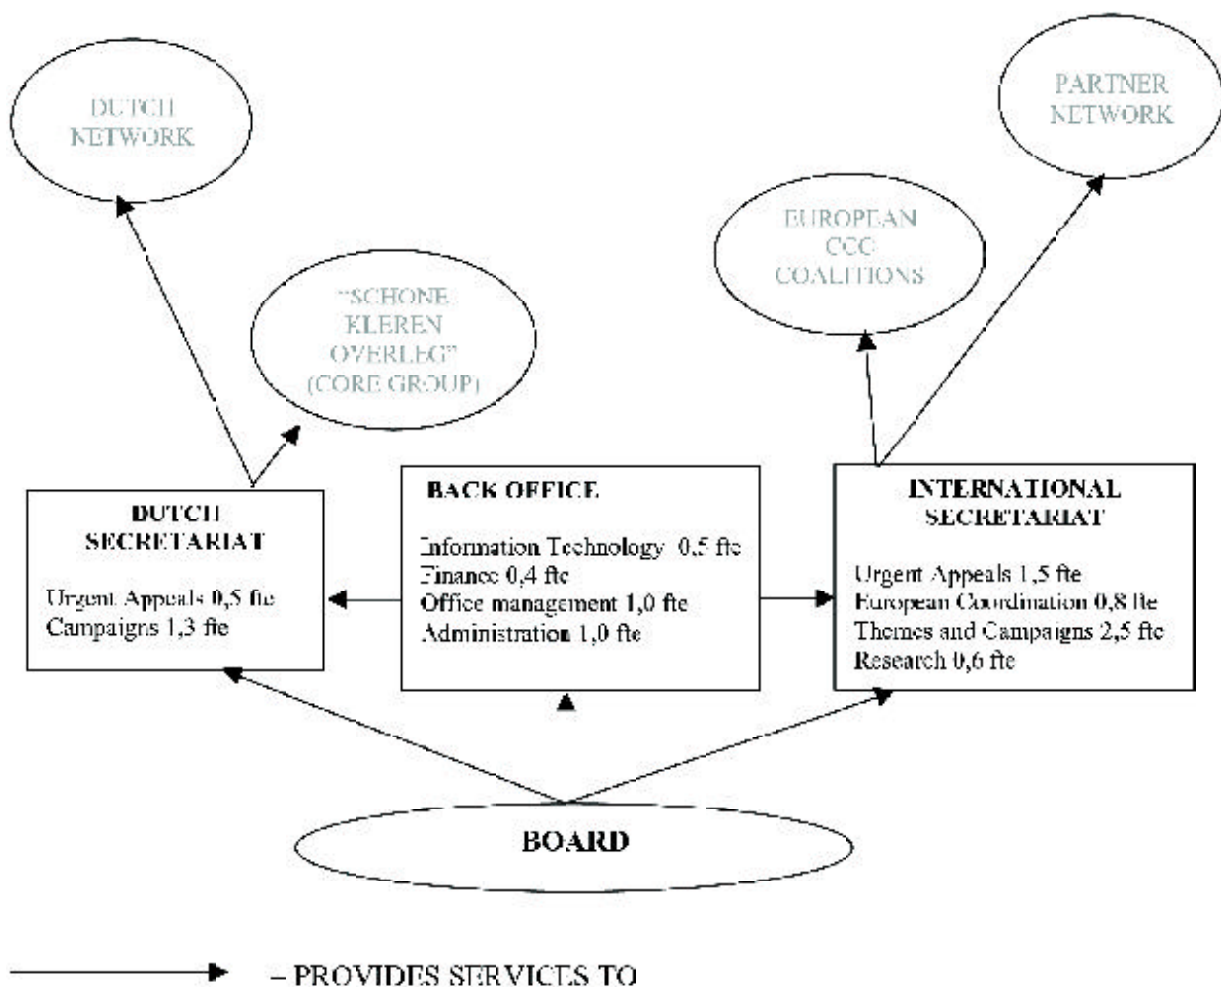 DUTCH
NETWORK
PARTNER
NETWORK
EUROPEAN
CCC
COALITIONS
"SCHONE
KLEREN
OVERLEG"
(CORE GROUP)
DUTCH
SECRETARIAT
Urgent Appeals 0,5 fte
Campaigns 1,3 fte
BACK OFFICE
Information Technology 0,5 fte
Finance 0,4 fte
Office management 1,0 fte
Administration 1,0 fte
INTERNATIONAL
SECRETARIAT
Urgent Appeals 1,5 fte
European Coordination 0,8 fte
Themes and Campaigns 2,5 fte
Research 0,6 fte
BOARD
– PROVIDES SERVICES TO